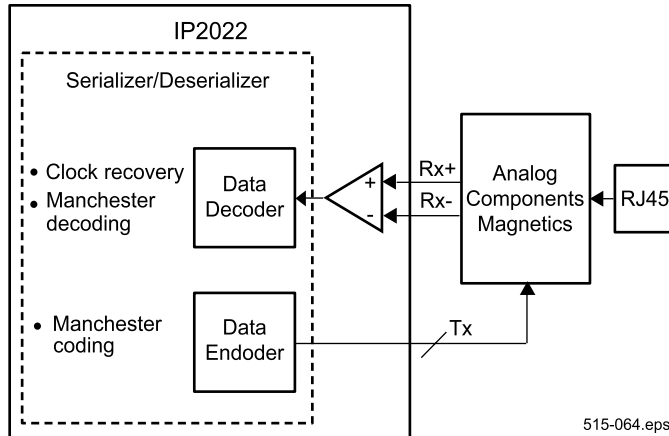 IP2022
Serializer/Deserializer
• Clock recovery
• Manchester
decoding
Data
Decoder
+
-
Rx+
Rx-
Analog
Components
Magnetics
RJ45
• Manchester
coding
Data
Endoder
Tx
515-064.eps